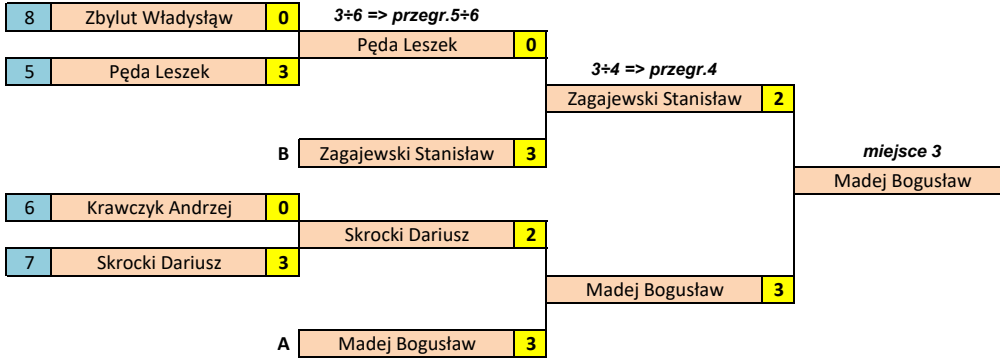 8 Zbylut Władysłąw 0 3÷6 => przegr.5÷6
Pęda Leszek 0
5 Pęda Leszek 3 3÷4 => przegr.4
Zagajewski Stanisław 2
B Zagajewski Stanisław 3 miejsce 3
Madej Bogusław
6 Krawczyk Andrzej 0
Skrocki Dariusz 2
7 Skrocki Dariusz 3
Madej Bogusław 3
A Madej Bogusław 3